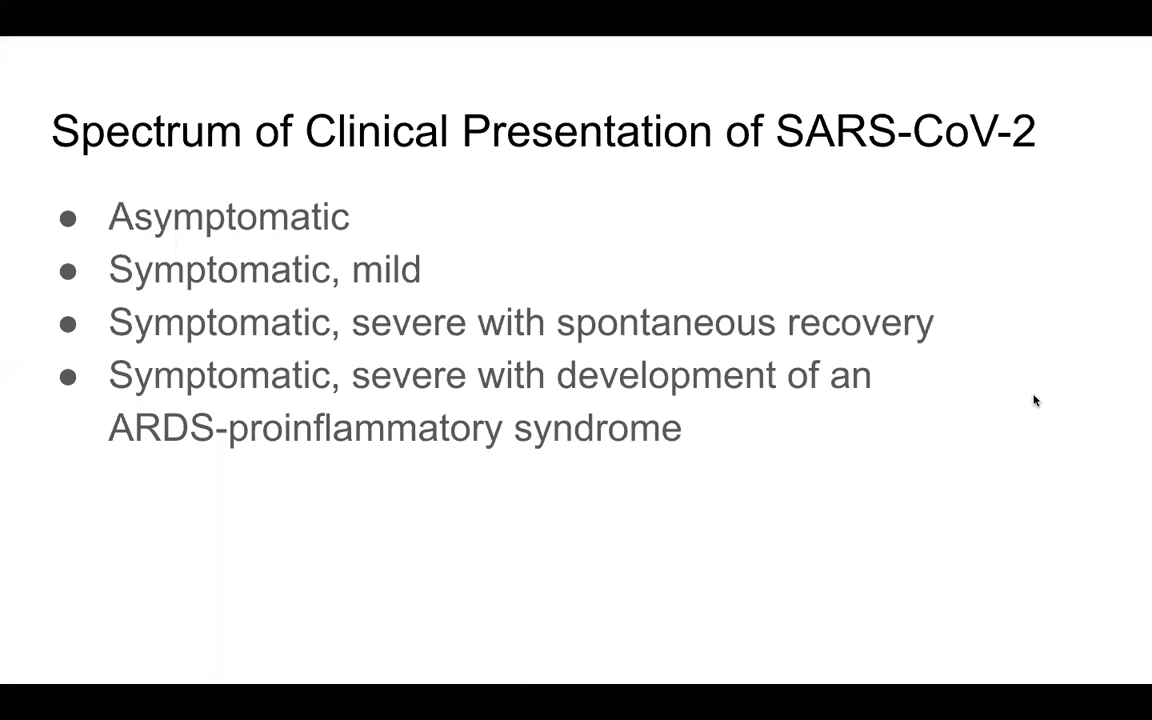 Spectrum of Clinical Presentation of SARS-CoV-2
● Asymptomatic
● Symptomatic, mild
● Symptomatic, severe with spontaneous recovery
● Symptomatic, severe with development of an
ARDS-proinflammatory syndrome